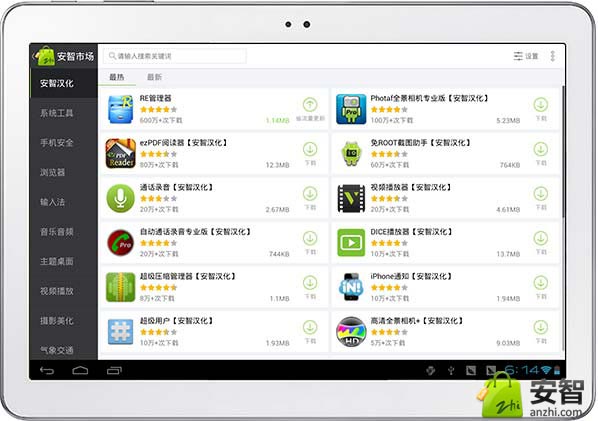 安智市场
请输入搜索关键词
设置
安智汉化
系统工具
手机安全
浏览器
输入法
音乐音频
主题桌面
视频播放
摄影美化
气象交通
最热
最新
RE管理器
600万+次下载
1.14MB
省流量更新
Photaf全景相机专业版【安智汉化】
100万+次下载
5.23MB
下载
ezPDF阅读器【安智汉化】
80万+次下载
12.3MB
下载
免ROOT截图助手【安智汉化】
60万+次下载
764KB
下载
通话录音【安智汉化】
20万+次下载
2.67MB
下载
视频播放器【安智汉化】
20万+次下载
4.61MB
下载
自动通话录音专业版【安智汉化】
20万+次下载
744KB
下载
DICE播放器【安智汉化】
10万+次下载
13.7MB
下载
超级压缩管理器【安智汉化】
8万+次下载
1.1MB
下载
iPhone通知【安智汉化】
10万+次下载
1.94MB
下载
超级用户【安智汉化】
10万+次下载
1.93MB
下载
高清全景相机+【安智汉化】
50万+次下载
9.03MB
下载
PDF
Reader
Pro
Pro
iN!
HD
6:14
zhi
安智
anzhi.com